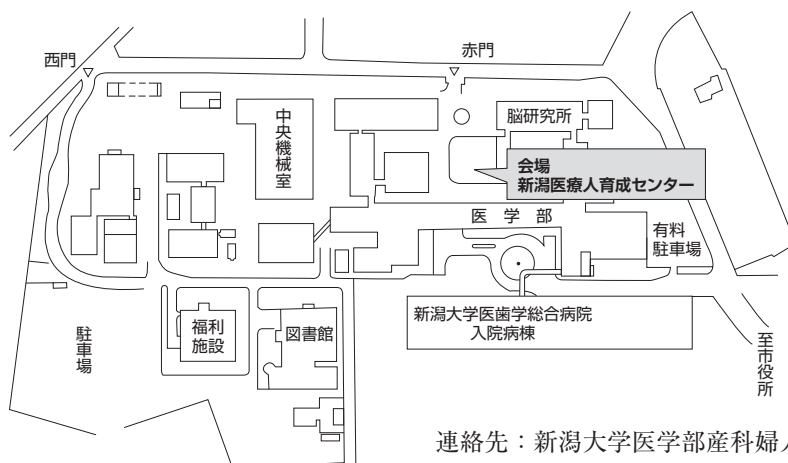 西門
赤門
中央機械室
脳研究所
会場
新潟医療人育成センター
医学部
有料
駐車場
新潟大学医歯学総合病院
入院病棟
駐車場
福利
施設
図書館
至市役所
連絡先:新潟大学医学部産科婦人